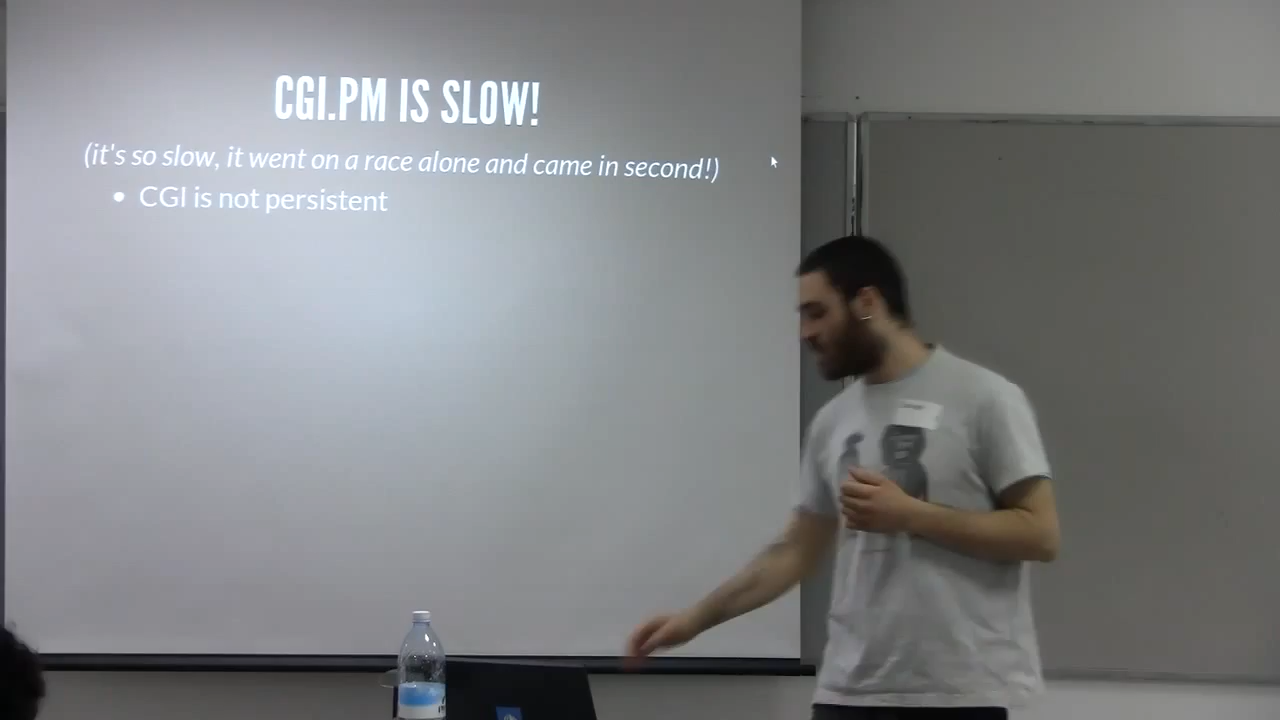 CGI.PM IS SLOW!
(it's so slow, it went on a race alone and came in second!)
• CGI is not persistent